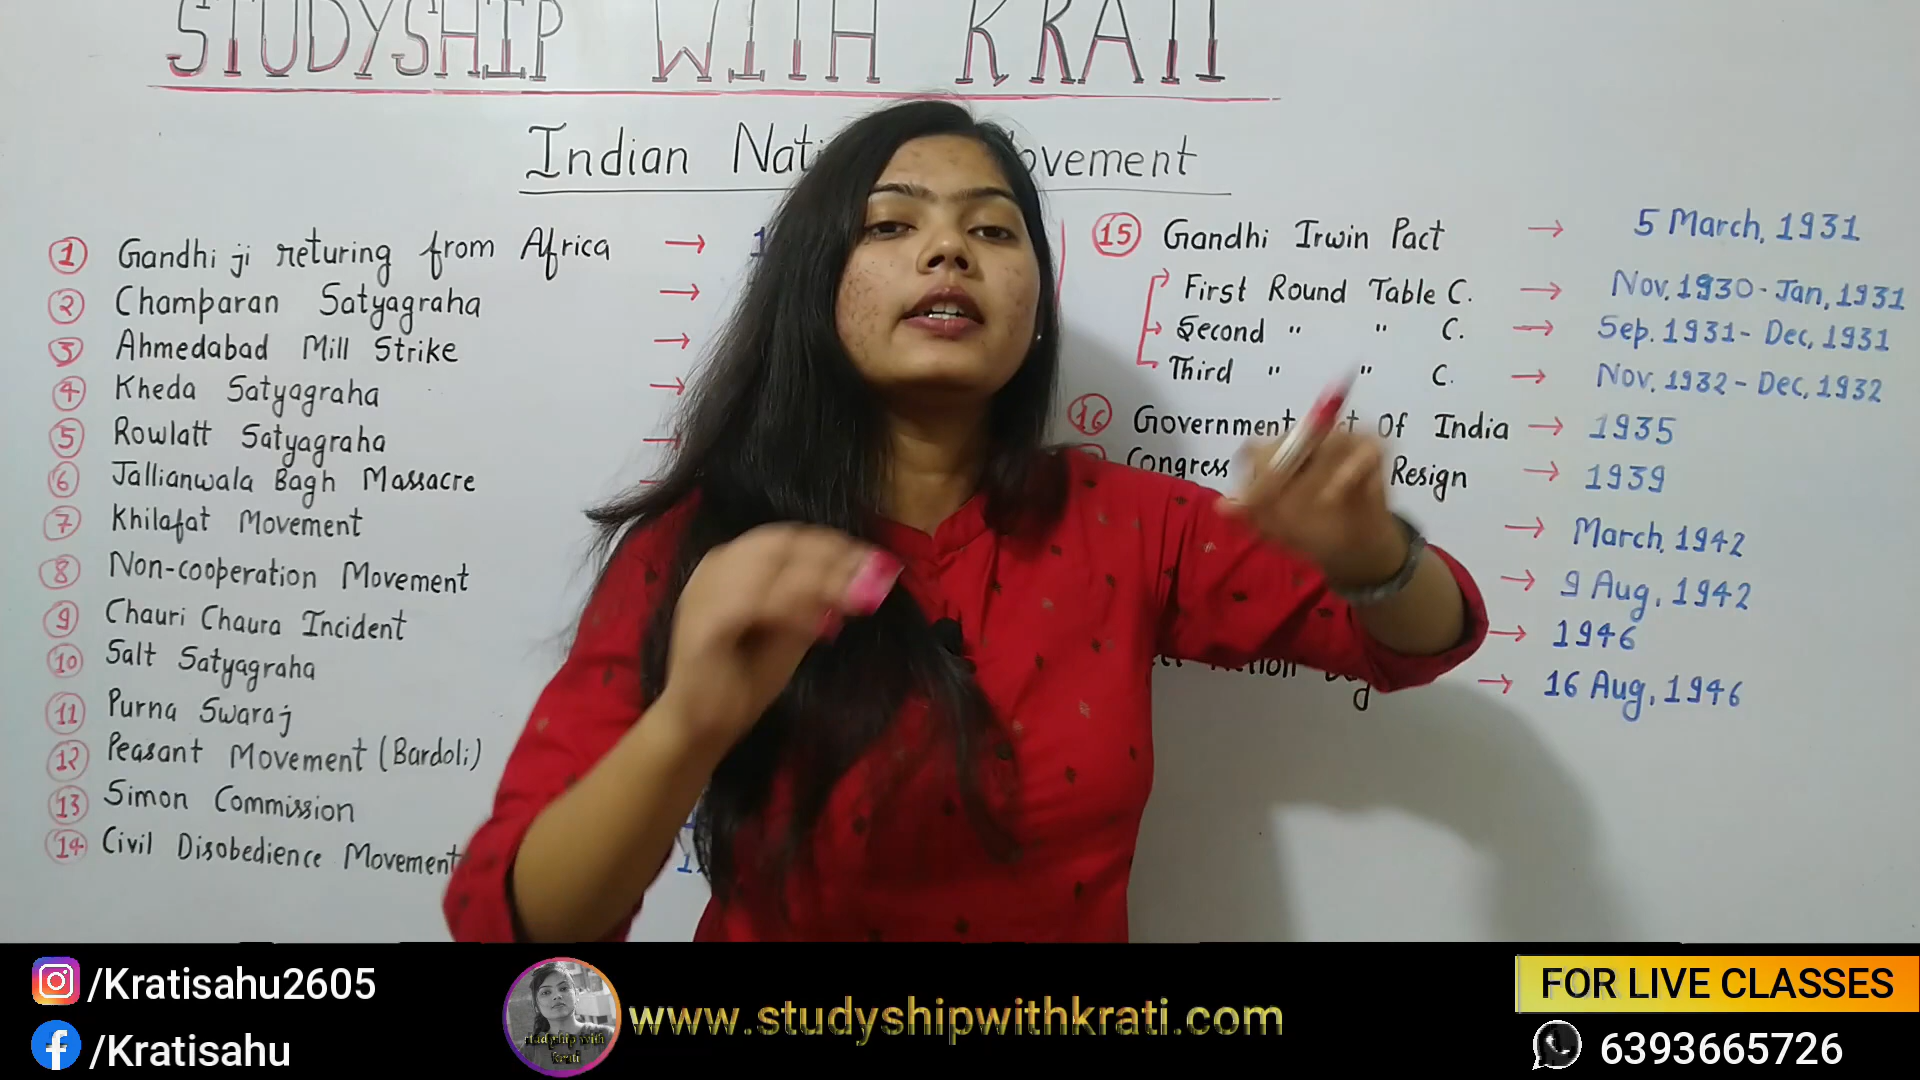 STUDYSHIP WITH KRATI
Indian Nati ovement
1 Gandhi ji returing from Africa →
2 Champaran Satyagraha →
3 Ahmedabad Mill Strike →
4 Kheda Satyagraha →
5 Rowlatt Satyagraha →
6 Jallianwala Bagh Massacre
7 Khilafat Movement
8 Non-cooperation Movement
9 Chauri Chaura Incident
10 Salt Satyagraha
11 Purna Swaraj
12 Peasant Movement (Bardoli)
13 Simon Commission
14 Civil Disobedience Movement
15 Gandhi Irwin Pact → 5 March, 1931
First Round Table C. → Nov. 1930 - Jan, 1931
Second " " C. → Sep. 1931 - Dec, 1931
Third " " C. → Nov. 1932 - Dec, 1932
16 Government ct Of India → 1935
Congress Resign → 1939
→ March, 1942
→ 9 Aug, 1942
→ 1946
→ 16 Aug, 1946
/Kratisahu2605
/Kratisahu
studyship with krati
www.studyshipwithkrati.com
FOR LIVE CLASSES
6393665726